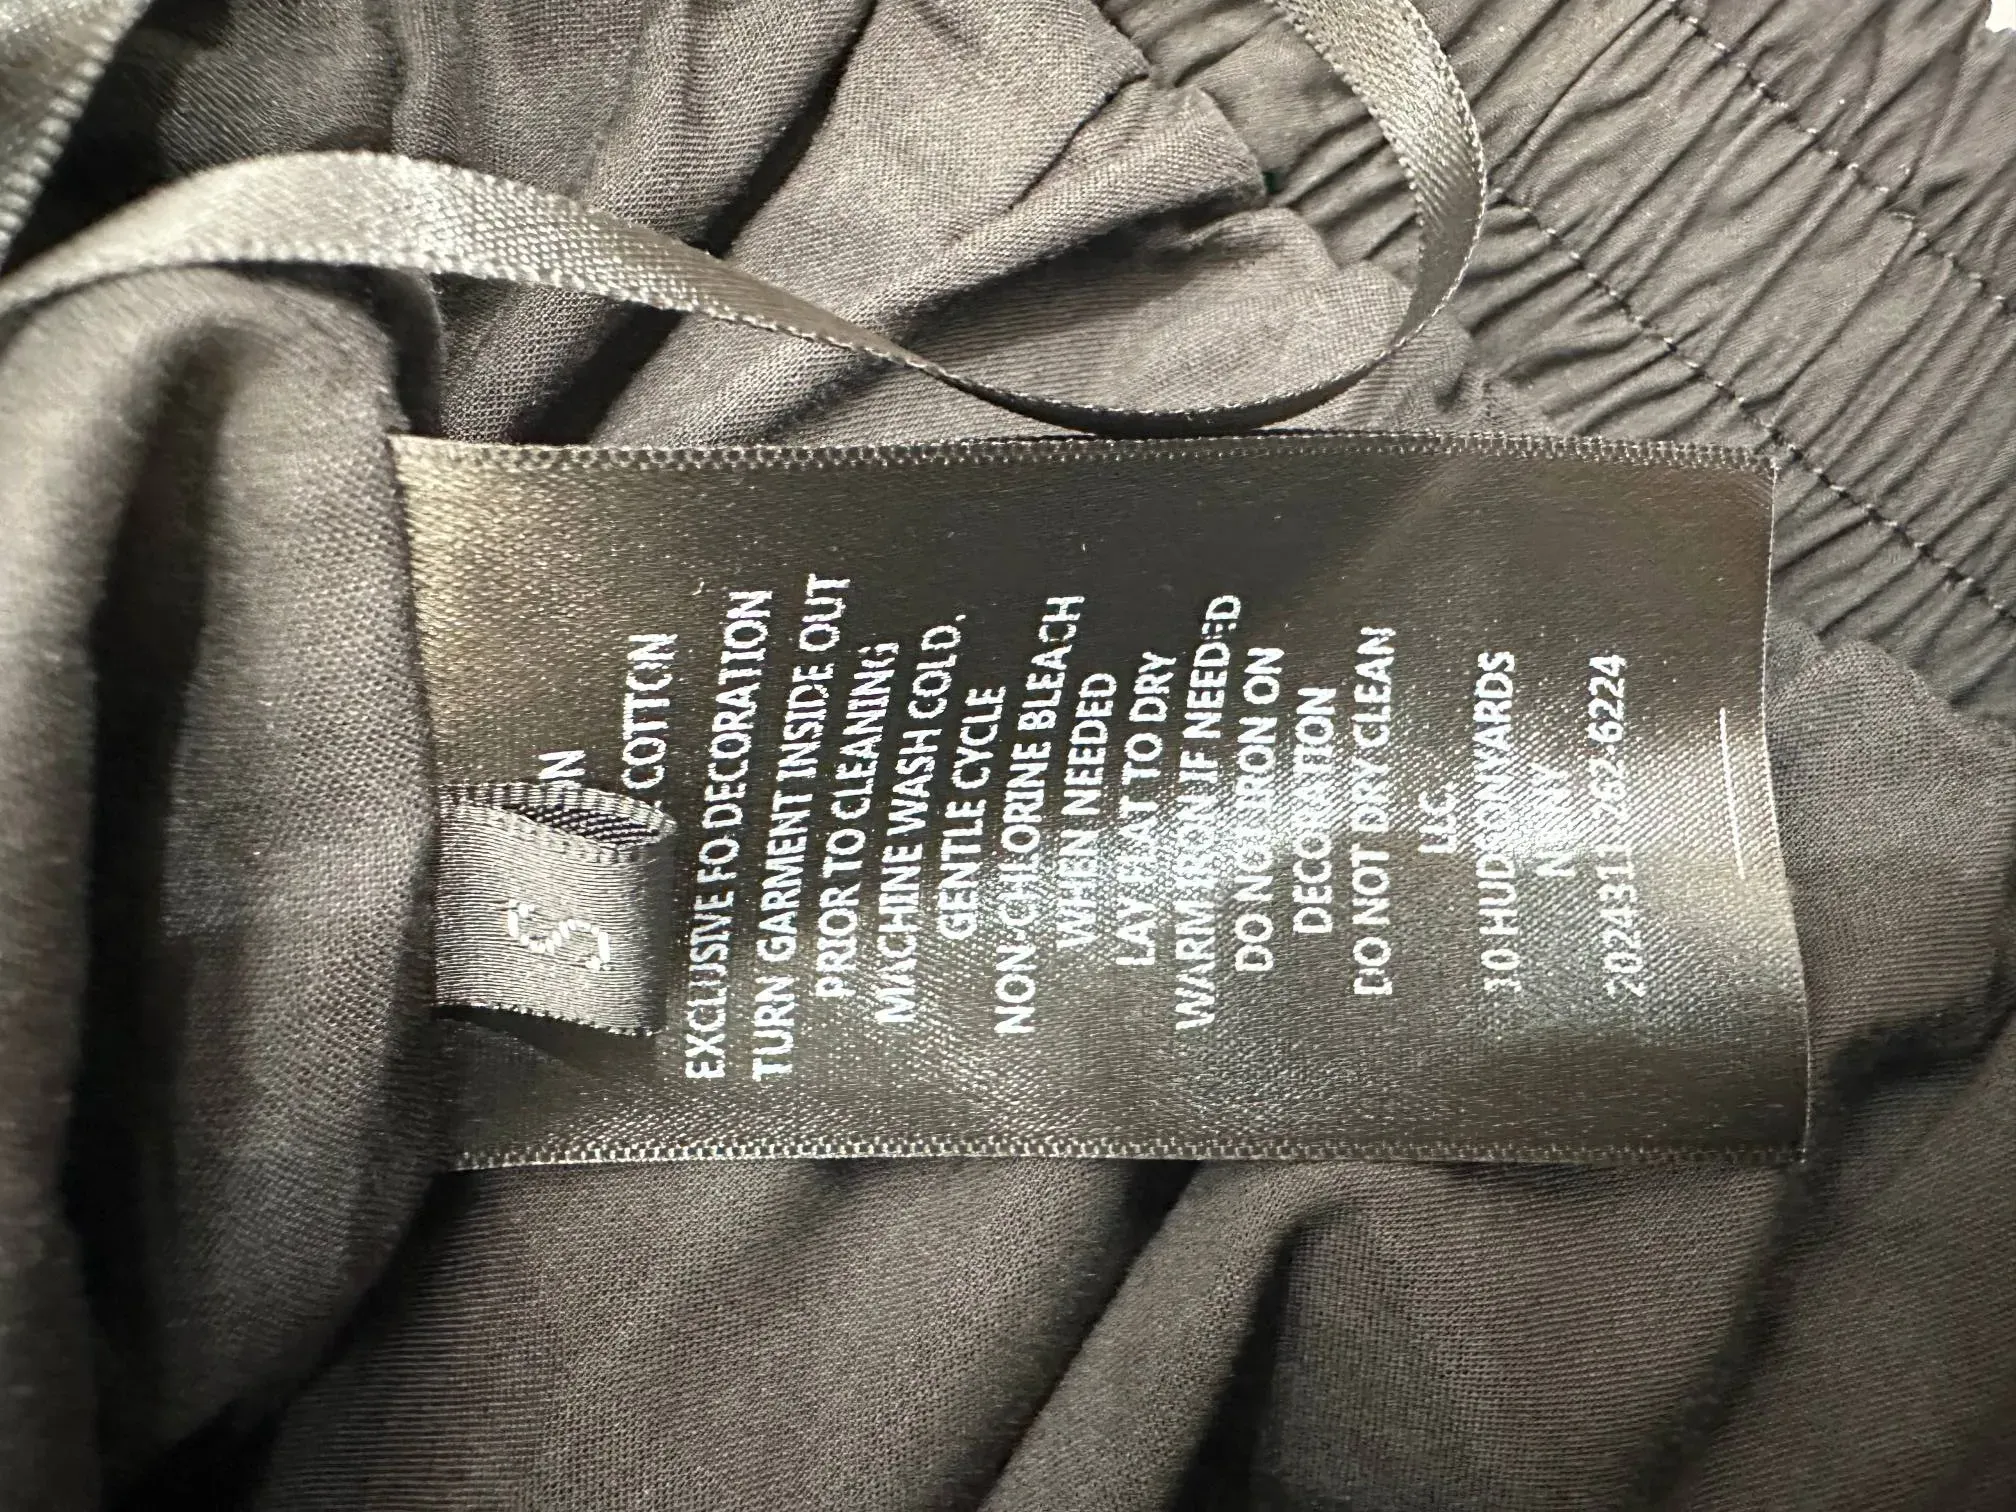 S
COTTON
EXCLUSIVE FO DECORATION
TURN GARMENT INSIDE OUT
PRIOR TO CLEANING
MACHINE WASH COLD,
GENTLE CYCLE
NON-CHLORINE BLEACH
WHEN NEEDED
LAY FLAT TO DRY
WARM IRON IF NEEDED
DO NOT IRON ON
DECORATION
DO NOT DRY CLEAN
LLC.
10 HUDSONYARDS
N.Y NY
262-6224